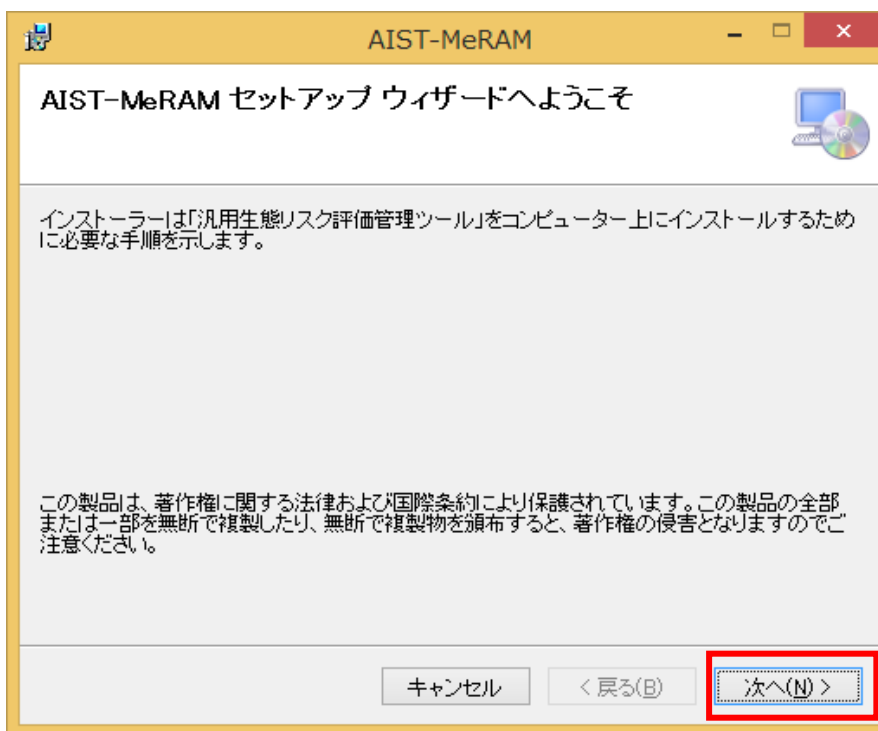 AIST-MeRAM
AIST-MeRAM セットアップ ウィザードへようこそ
インストーラーは「汎用生態リスク評価管理ツール」をコンピューター上にインストールするため
に必要な手順を示します。
この製品は、著作権に関する法律および国際条約により保護されています。この製品の全部
または一部を無断で複製したり、無断で複製物を頒布すると、著作権の侵害となりますのでご
注意ください。
キャンセル
< 戻る(B)
次へ(N) >